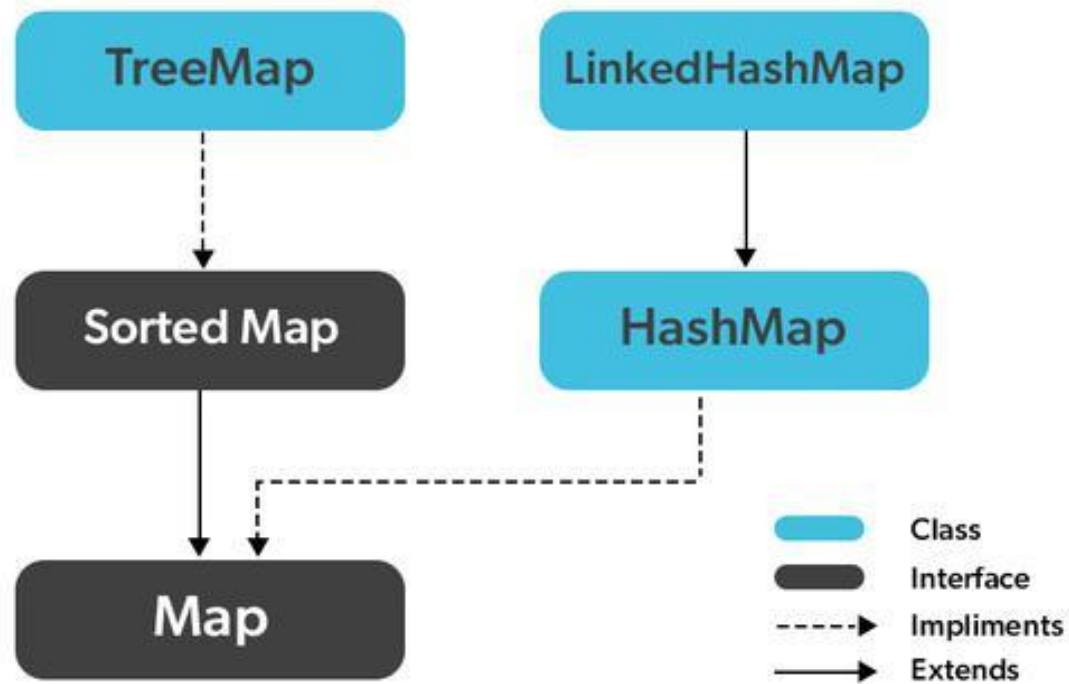 TreeMap
LinkedHashMap
Sorted Map
HashMap
Map
Class
Interface
Impliments
Extends